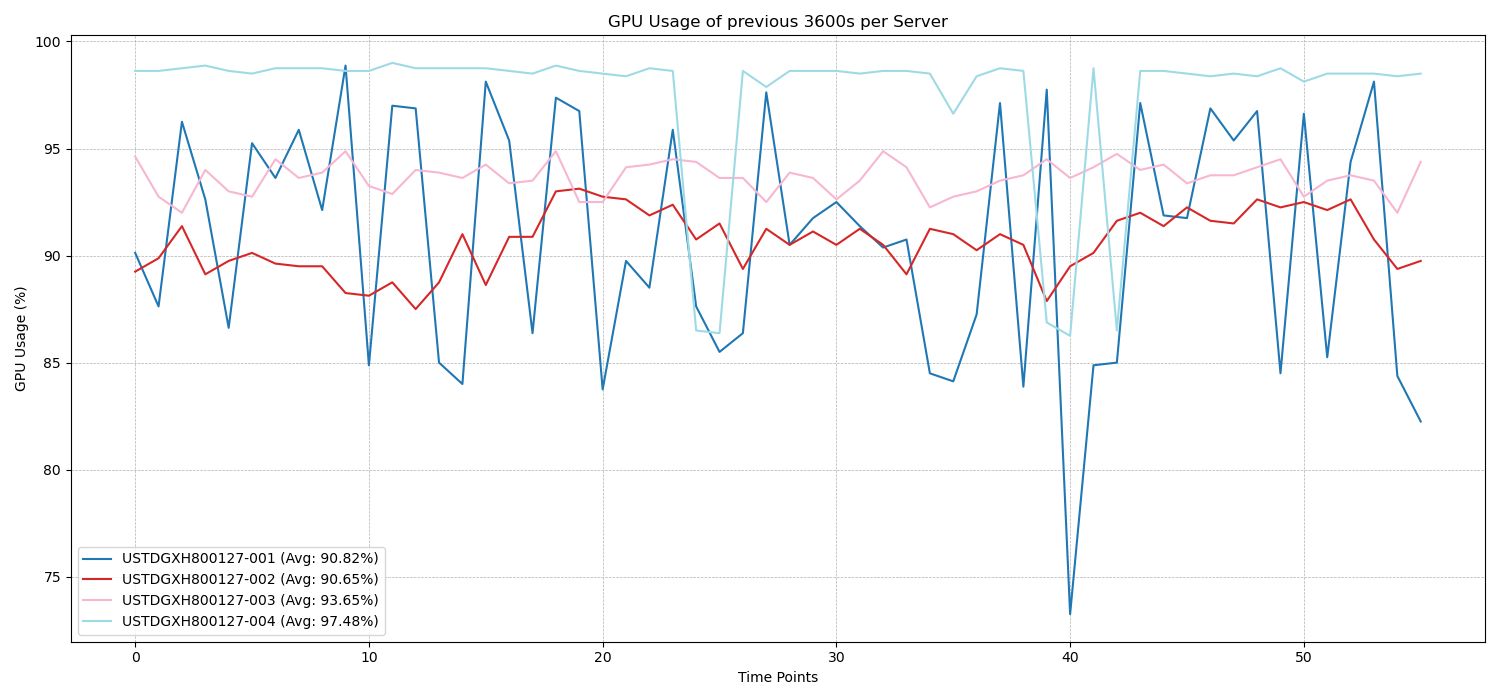 GPU Usage of previous 3600s per Server
100
95
90
85
80
75
GPU Usage (%)
USTDGXH800127-001 (Avg: 90.82%)
USTDGXH800127-002 (Avg: 90.65%)
USTDGXH800127-003 (Avg: 93.65%)
USTDGXH800127-004 (Avg: 97.48%)
0 10 20 30 40 50
Time Points